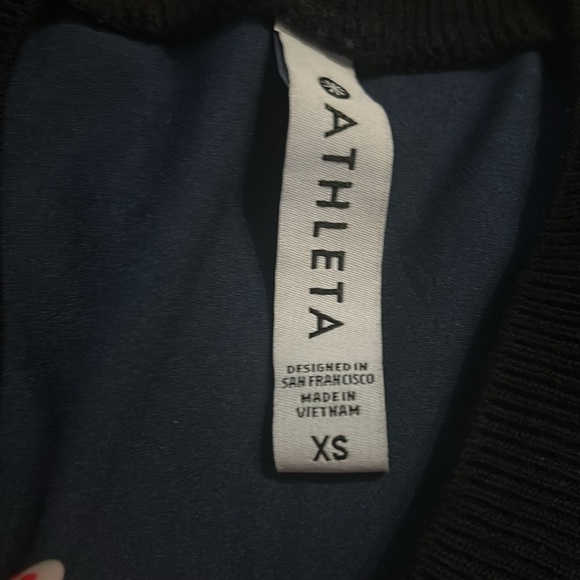 ATHLETA
DESIGNED IN
SAN FRANCISCO
MADE IN
VIETNAM
XS